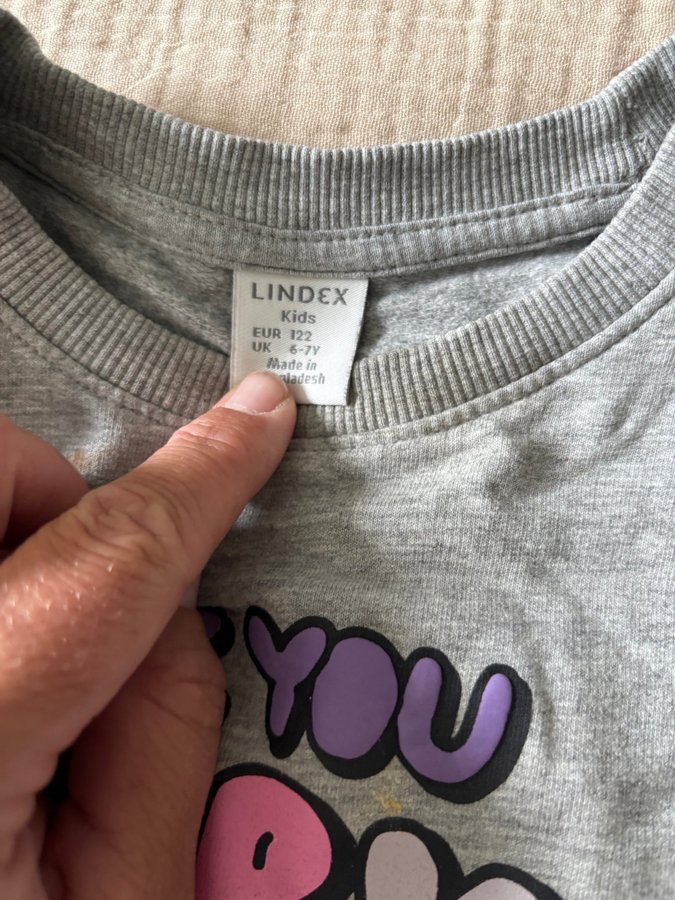 LINDEX
Kids
EUR 122
UK 6-7Y
Made in
YOU